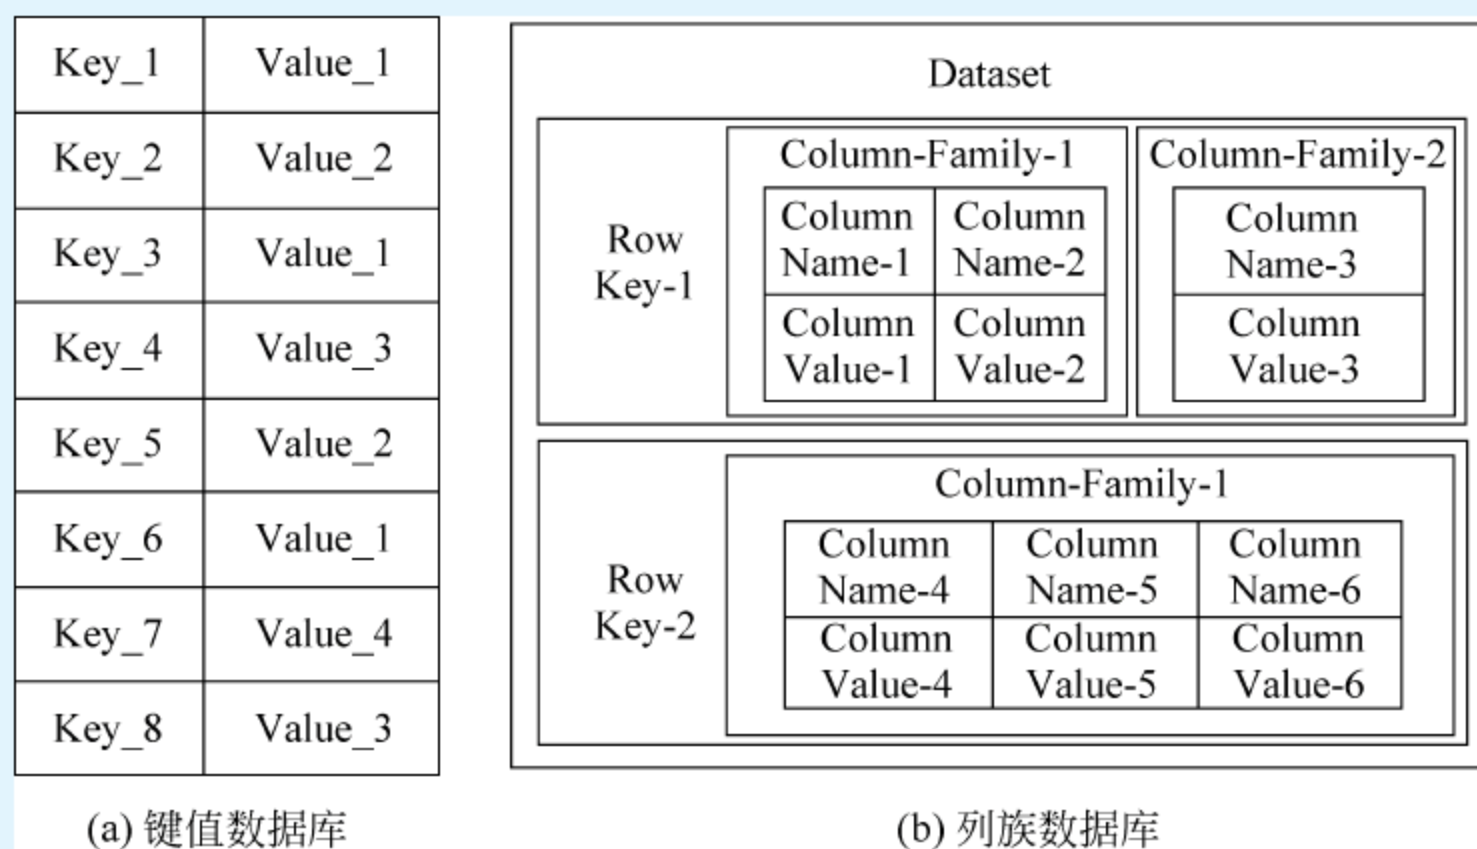 Key_1 Value_1
Key_2 Value_2
Key_3 Value_1
Key_4 Value_3
Key_5 Value_2
Key_6 Value_1
Key_7 Value_4
Key_8 Value_3
(a) 键值数据库
Dataset
Row
Key-1
Column-Family-1
Column Column
Name-1 Name-2
Column Column
Value-1 Value-2
Column-Family-2
Column
Name-3
Column
Value-3
Row
Key-2
Column-Family-1
Column Column Column
Name-4 Name-5 Name-6
Column Column Column
Value-4 Value-5 Value-6
(b) 列族数据库